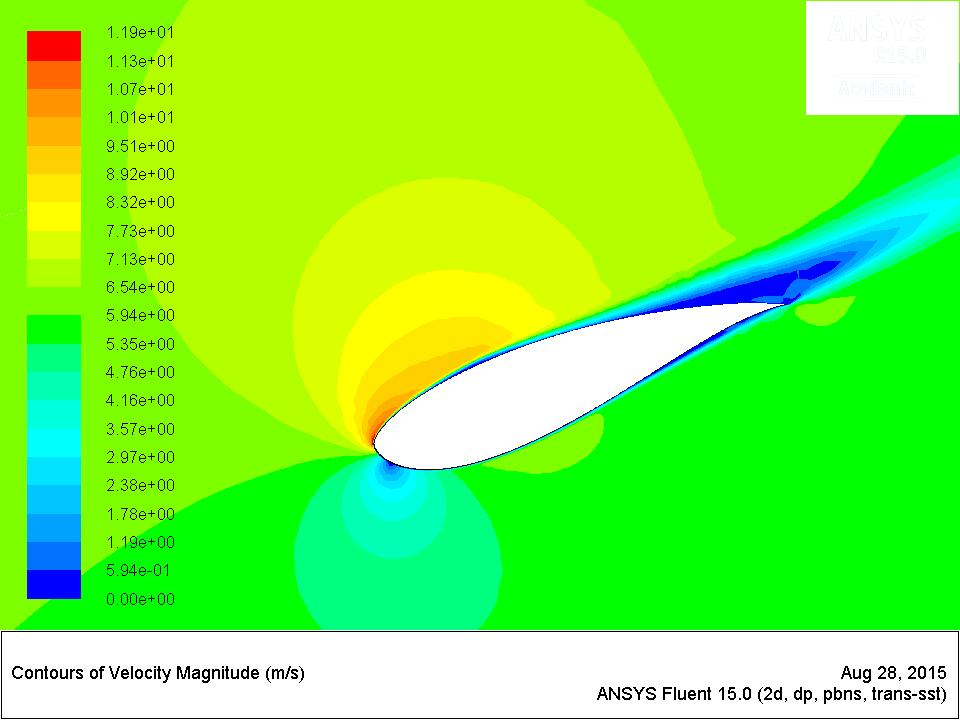 ANSYS
R15.0
Academic
1.19e+01
1.13e+01
1.07e+01
1.01e+01
9.51e+00
8.92e+00
8.32e+00
7.73e+00
7.13e+00
6.54e+00
5.94e+00
5.35e+00
4.76e+00
4.16e+00
3.57e+00
2.97e+00
2.38e+00
1.78e+00
1.19e+00
5.94e-01
0.00e+00
Contours of Velocity Magnitude (m/s)
Aug 28, 2015
ANSYS Fluent 15.0 (2d, dp, pbns, trans-sst)